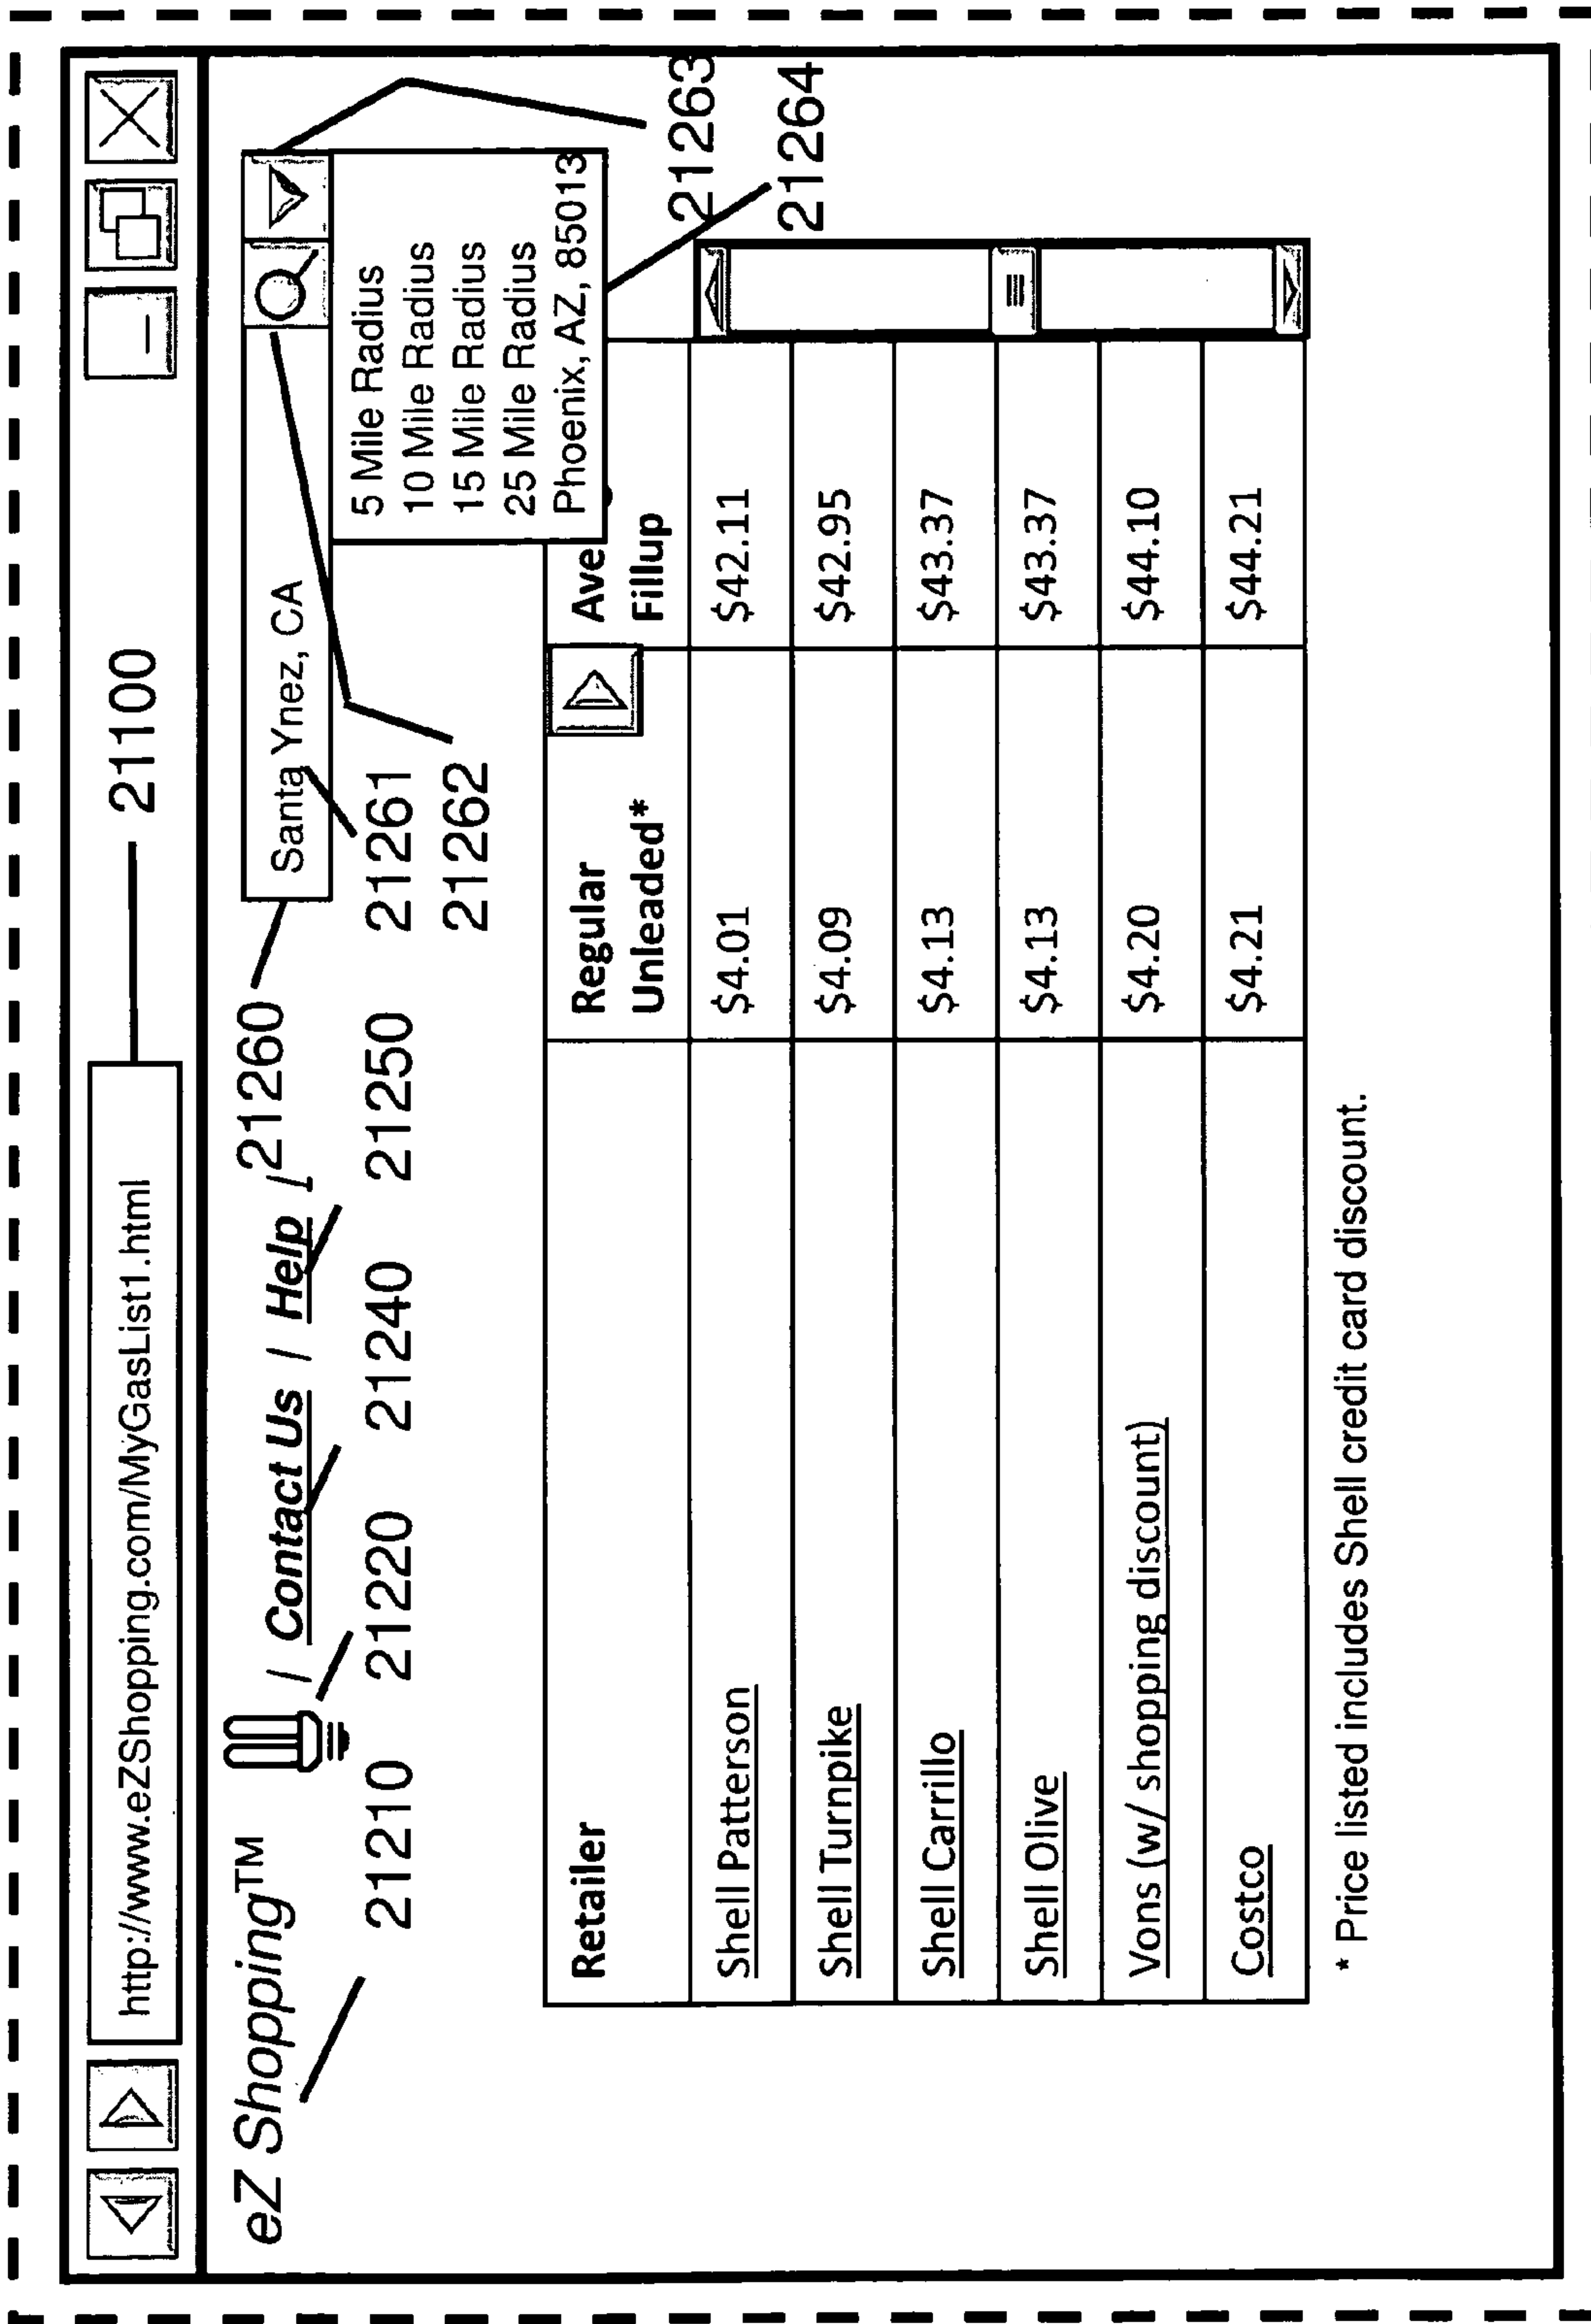 http://www.eZShopping.com/MyGasList1.html 21100
eZ Shopping™ / Contact Us / Help / 21260 Santa Ynez, CA
21210 21220 21240 21250 21261
21262
5 Mile Radius
10 Mile Radius
15 Mile Radius
25 Mile Radius
Phoenix, AZ, 85013
21263
21264
Retailer Regular Unleaded* Ave Fillup
Shell Patterson $4.01 $42.11
Shell Turnpike $4.09 $42.95
Shell Carrillo $4.13 $43.37
Shell Olive $4.13 $43.37
Vons (w/ shopping discount) $4.20 $44.10
Costco $4.21 $44.21
* Price listed includes Shell credit card discount.